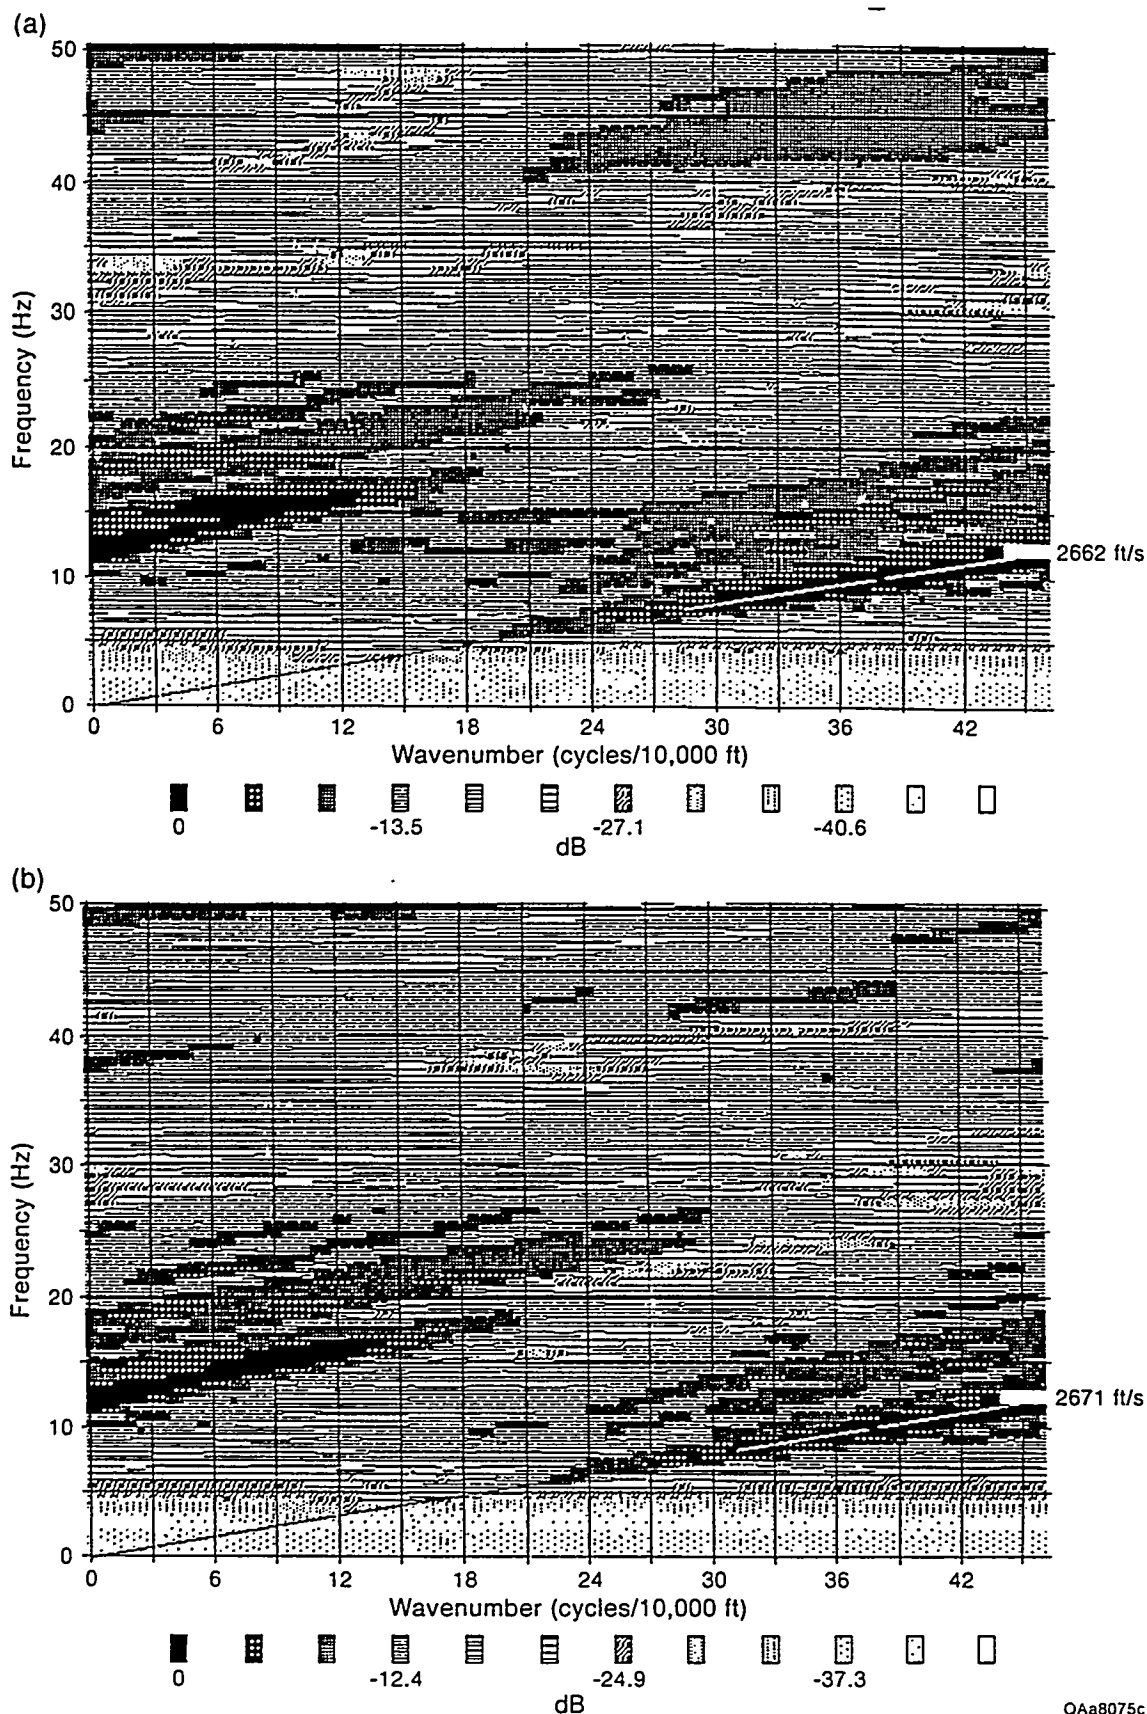 (a)
50
40
30
20
10
0
Frequency (Hz)
2662 ft/s
0 6 12 18 24 30 36 42
Wavenumber (cycles/10,000 ft)
0 -13.5 -27.1 -40.6
dB
(b)
50
40
30
20
10
0
Frequency (Hz)
2671 ft/s
0 6 12 18 24 30 36 42
Wavenumber (cycles/10,000 ft)
0 -12.4 -24.9 -37.3
dB
QAa8075c